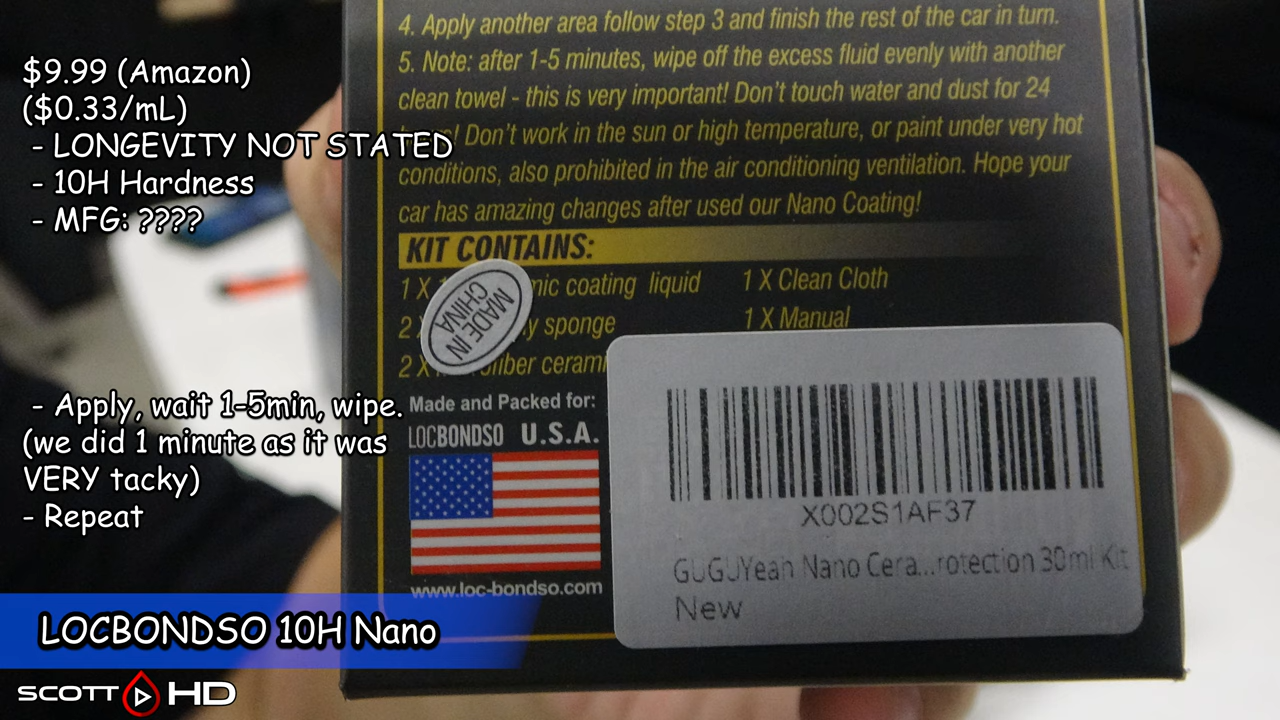 $9.99 (Amazon)
($0.33/mL)
- LONGEVITY NOT STATED
- 10H Hardness
- MFG: ????
- Apply, wait 1-5min, wipe.
(we did 1 minute as it was
VERY tacky)
- Repeat
LOCBONDSO 10H Nano
SCOTT HD
4. Apply another area follow step 3 and finish the rest of the car in turn.
5. Note: after 1-5 minutes, wipe off the excess fluid evenly with another
clean towel - this is very important! Don't touch water and dust for 24
Don't work in the sun or high temperature, or paint under very hot
conditions, also prohibited in the air conditioning ventilation. Hope your
car has amazing changes after used our Nano Coating!
KIT CONTAINS:
1 X mic coating liquid
1 X Clean Cloth
2 y sponge
1 X Manual
2 X fiber cerami
MADE IN
CHINA
Made and Packed for:
LOCBONDSO U.S.A.
www.loc-bondso.com
X002S1AF37
GUGUYean Nano Cera...rotection 30ml Kit
New